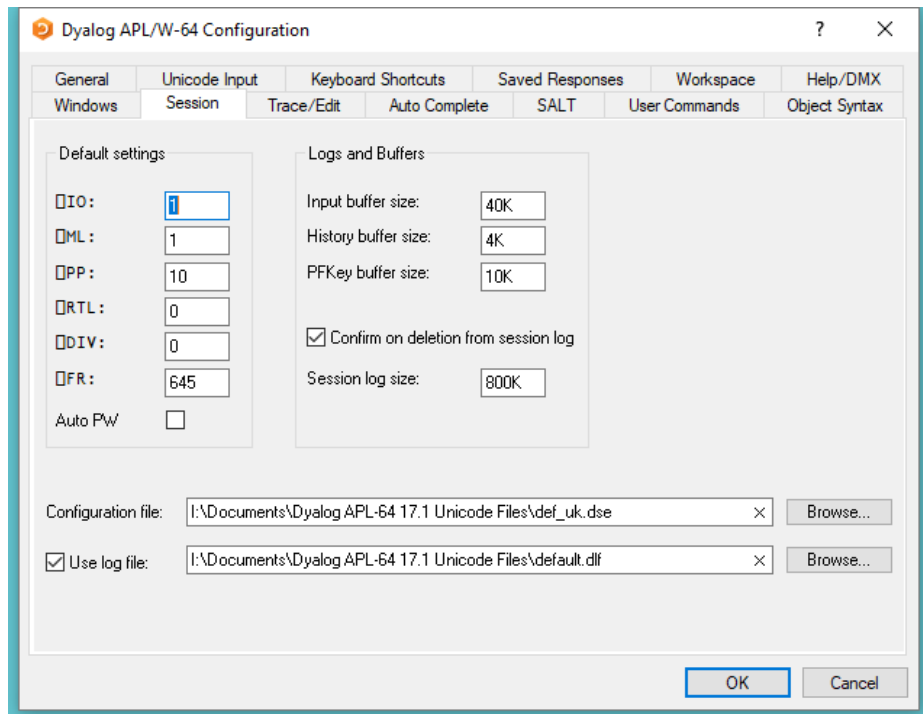 Dyalog APL/W-64 Configuration
General Unicode Input Keyboard Shortcuts Saved Responses Workspace Help/DMX
Windows Session Trace/Edit Auto Complete SALT User Commands Object Syntax
Default settings
⎕IO: 1
⎕ML: 1
⎕PP: 10
⎕RTL: 0
⎕DIV: 0
⎕FR: 645
Auto PW
Logs and Buffers
Input buffer size: 40K
History buffer size: 4K
PFKey buffer size: 10K
Confirm on deletion from session log
Session log size: 800K
Configuration file: I:\Documents\Dyalog APL-64 17.1 Unicode Files\def_uk.dse Browse...
Use log file: I:\Documents\Dyalog APL-64 17.1 Unicode Files\default.dlf Browse...
OK Cancel